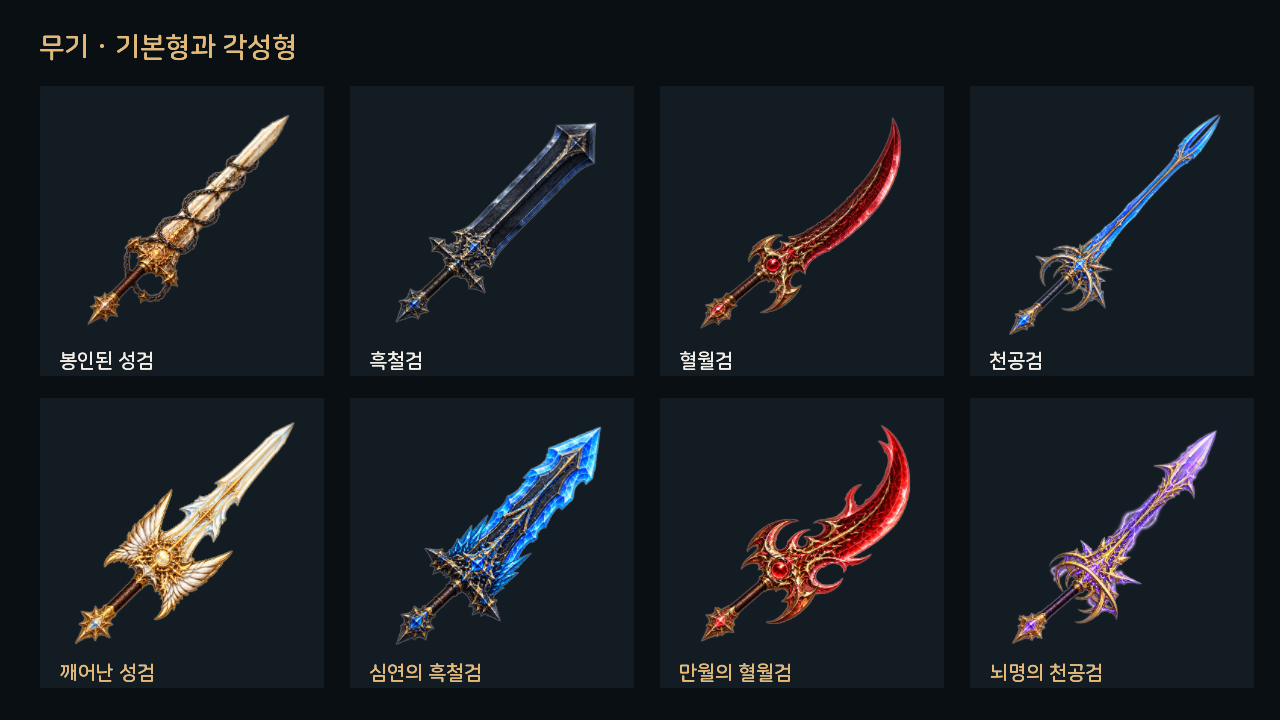 무기 · 기본형과 각성형
봉인된 성검
흑철검
혈월검
천공검
깨어난 성검
심연의 흑철검
만월의 혈월검
뇌명의 천공검